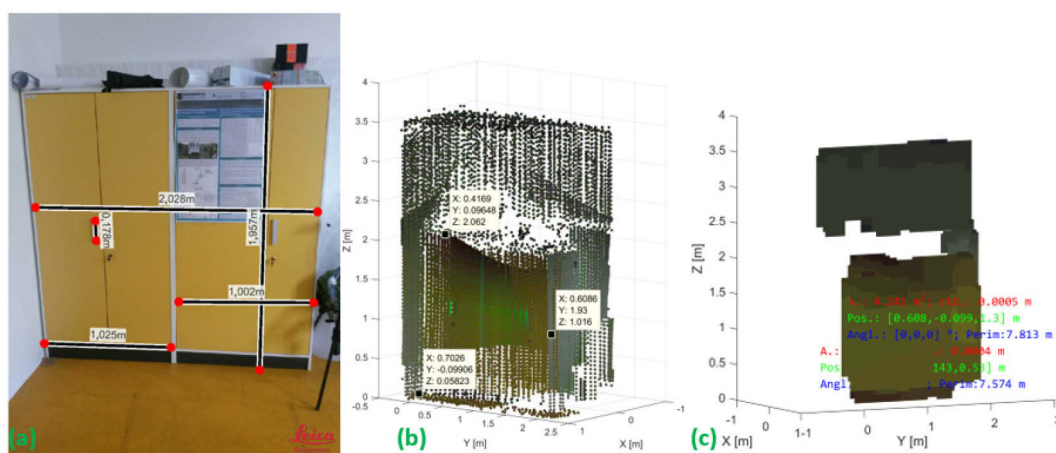 2,028m
0,178m
1,957m
1,002m
1,025m
(a)
Leica
4
3.5
3
2.5
2
1.5
1
0.5
0
-0.5
Z [m]
X: 0.4169
Y: 0.09648
Z: 2.062
X: 0.6086
Y: 1.93
Z: 1.016
X: 0.7026
Y: -0.09906
Z: 0.05823
0
0.5
1
1.5
2
2.5
1
0
-1
(b)
Y [m]
X [m]
4
3.5
3
2.5
2
1.5
1
0.5
0
Z [m]
0.0005 m
Pos.: [0.608,-0.099,1.3] m
Angl.: [0,0,0] °; Perim:7.813 m
A.: m
Pos 143,0.53] m
Angl. ; Perim:7.574 m
-1
0
1
-1
0
1
2
3
(c)
X [m]
Y [m]